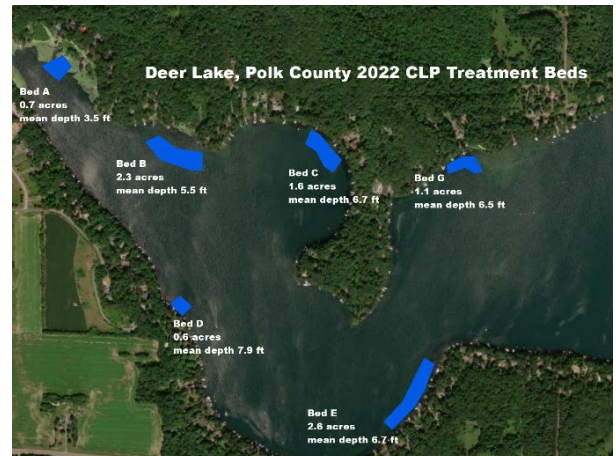 Deer Lake, Polk County 2022 CLP Treatment Beds
Bed A
0.7 acres
mean depth 3.5 ft
Bed B
2.3 acres
mean depth 5.5 ft
Bed C
1.6 acres
mean depth 6.7 ft
Bed G
1.1 acres
mean depth 6.5 ft
Bed D
0.6 acres
mean depth 7.9 ft
Bed E
2.6 acres
mean depth 6.7 ft